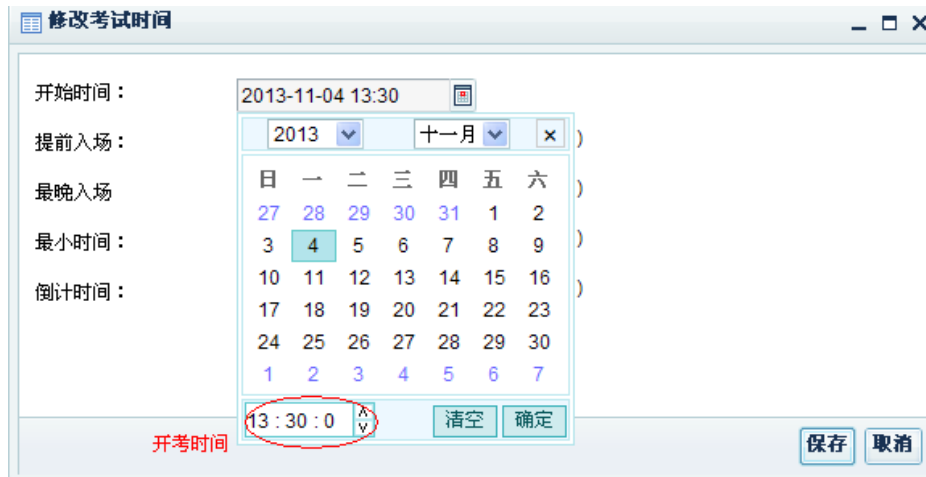 修改考试时间
开始时间：
2013-11-04 13:30
提前入场：
2013 十一月 × )
最晚入场 )
最小时间： )
倒计时间： )
日 一 二 三 四 五 六
27 28 29 30 31 1 2
3 4 5 6 7 8 9
10 11 12 13 14 15 16
17 18 19 20 21 22 23
24 25 26 27 28 29 30
1 2 3 4 5 6 7
13 : 30 : 0 清空 确定
开考时间
保存 取消